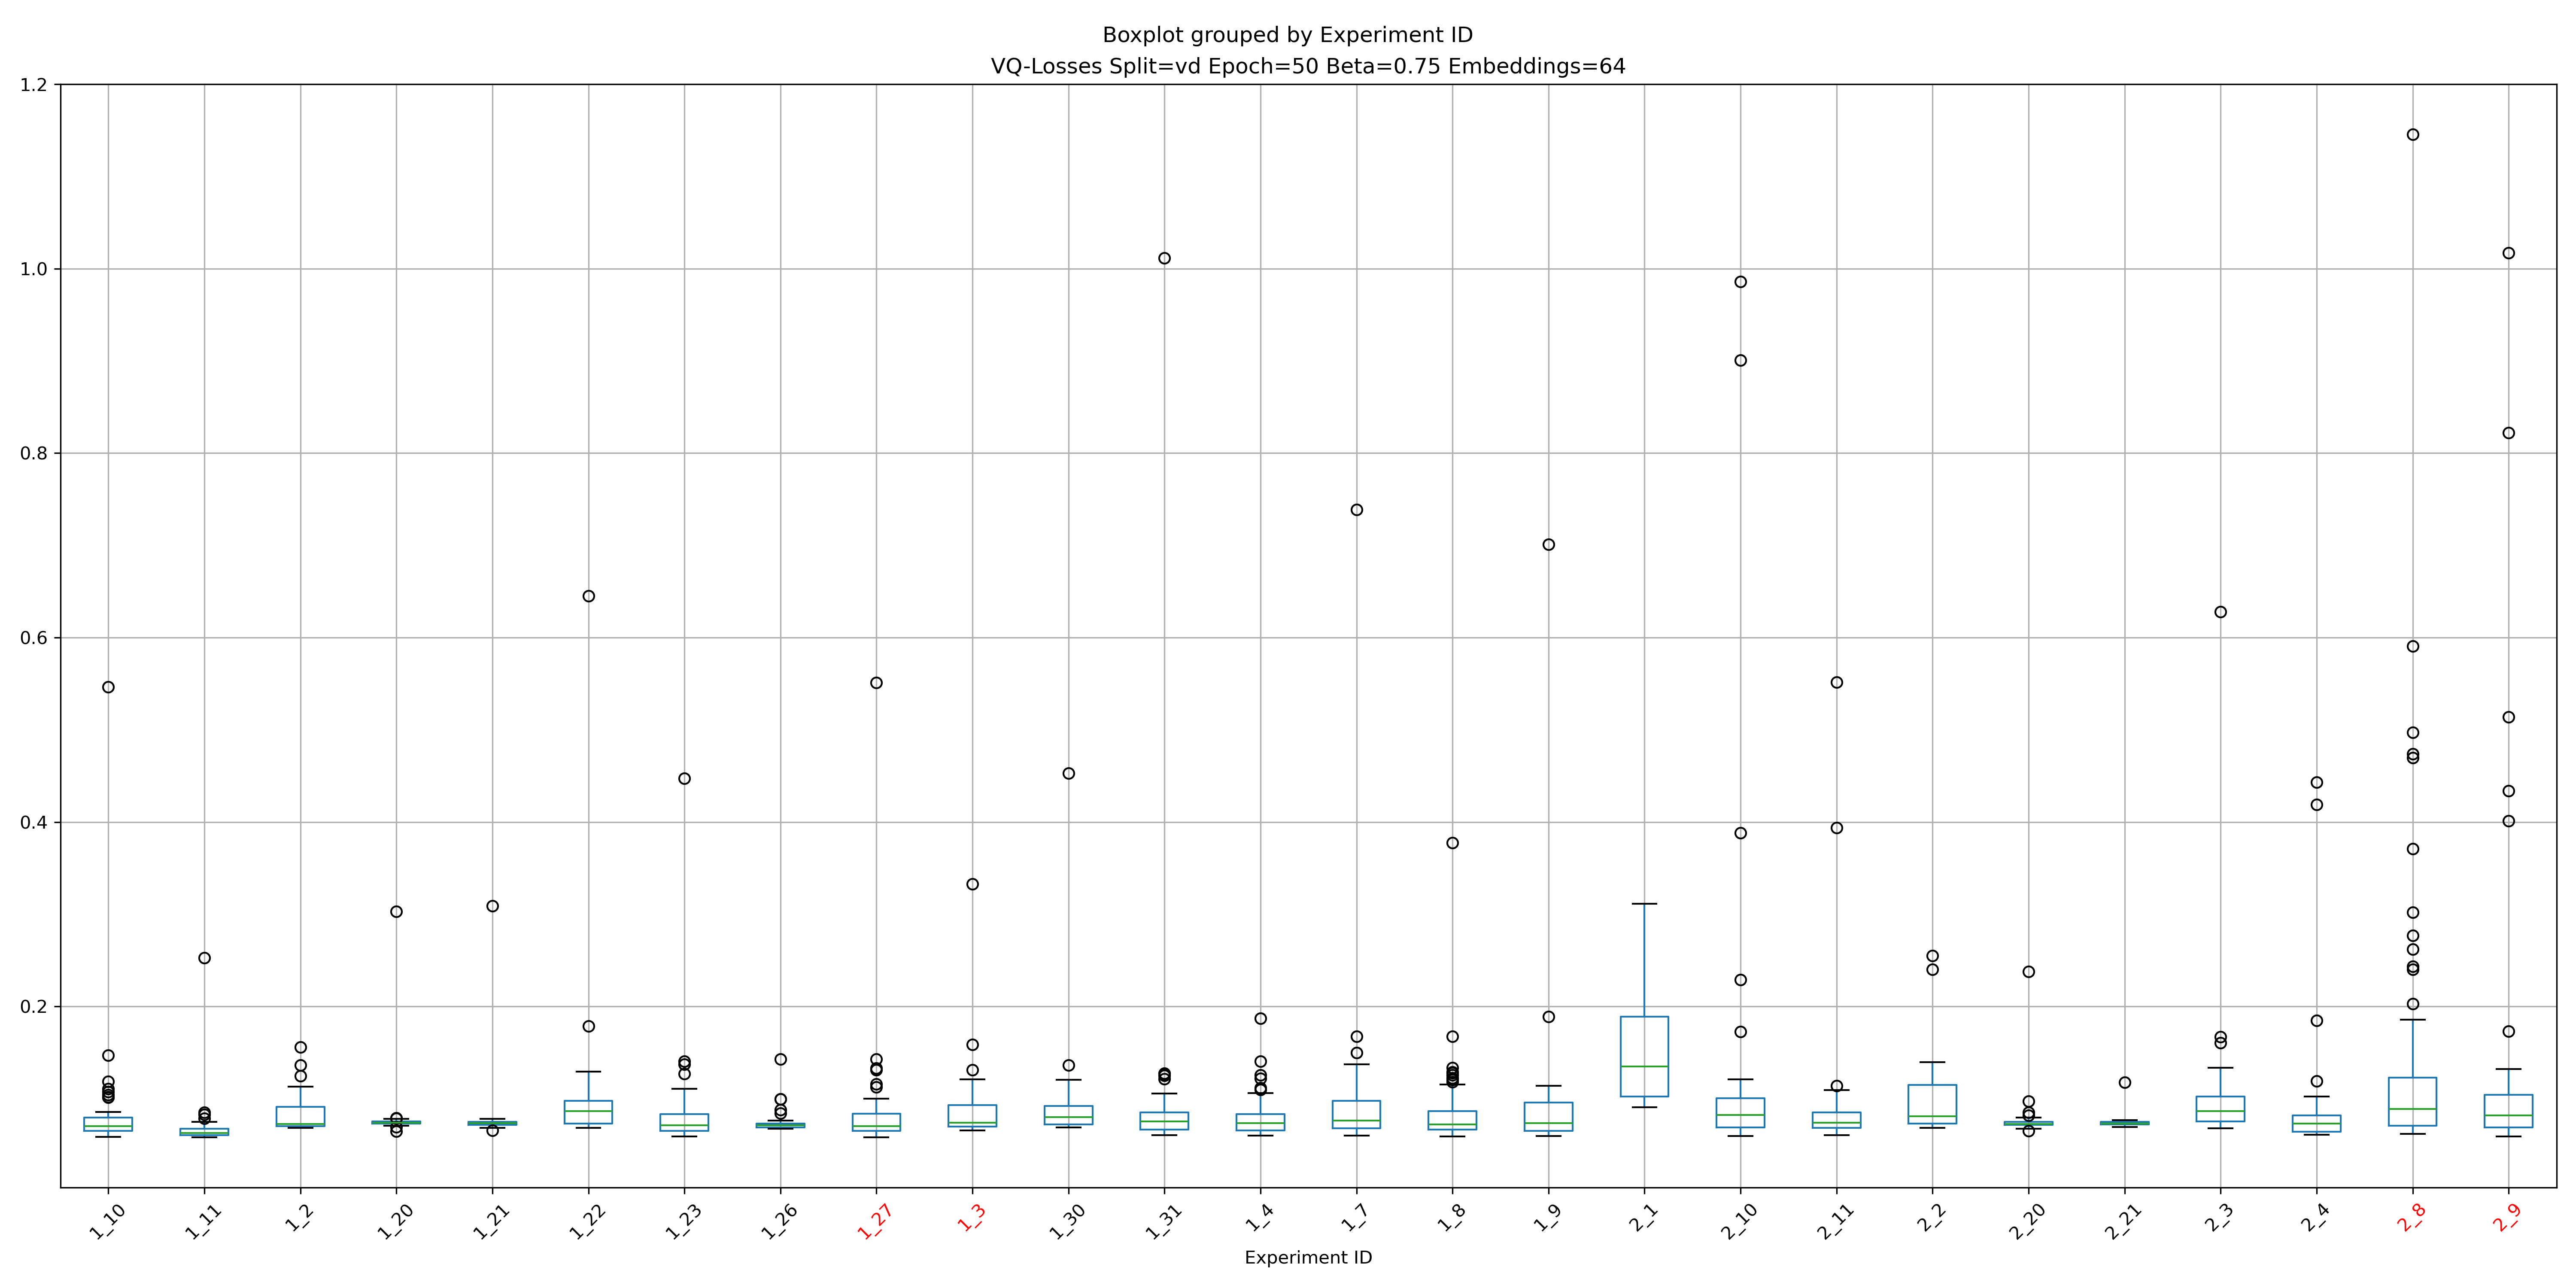 Boxplot grouped by Experiment ID
VQ-Losses Split=vd Epoch=50 Beta=0.75 Embeddings=64
1.2
1.0
0.8
0.6
0.4
0.2
1_10 1_11 1_2 1_20 1_21 1_22 1_23 1_26 1_27 1_3 1_30 1_31 1_4 1_7 1_8 1_9 2_1 2_10 2_11 2_2 2_20 2_21 2_3 2_4 2_8 2_9
Experiment ID